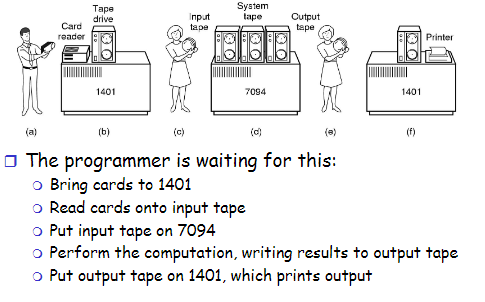 Tape
drive
Card
reader
1401
Input
tape
System
tape
7094
Output
tape
Printer
1401
(a)
(b)
(c)
(d)
(e)
(f)
The programmer is waiting for this:
Bring cards to 1401
Read cards onto input tape
Put input tape on 7094
Perform the computation, writing results to output tape
Put output tape on 1401, which prints output